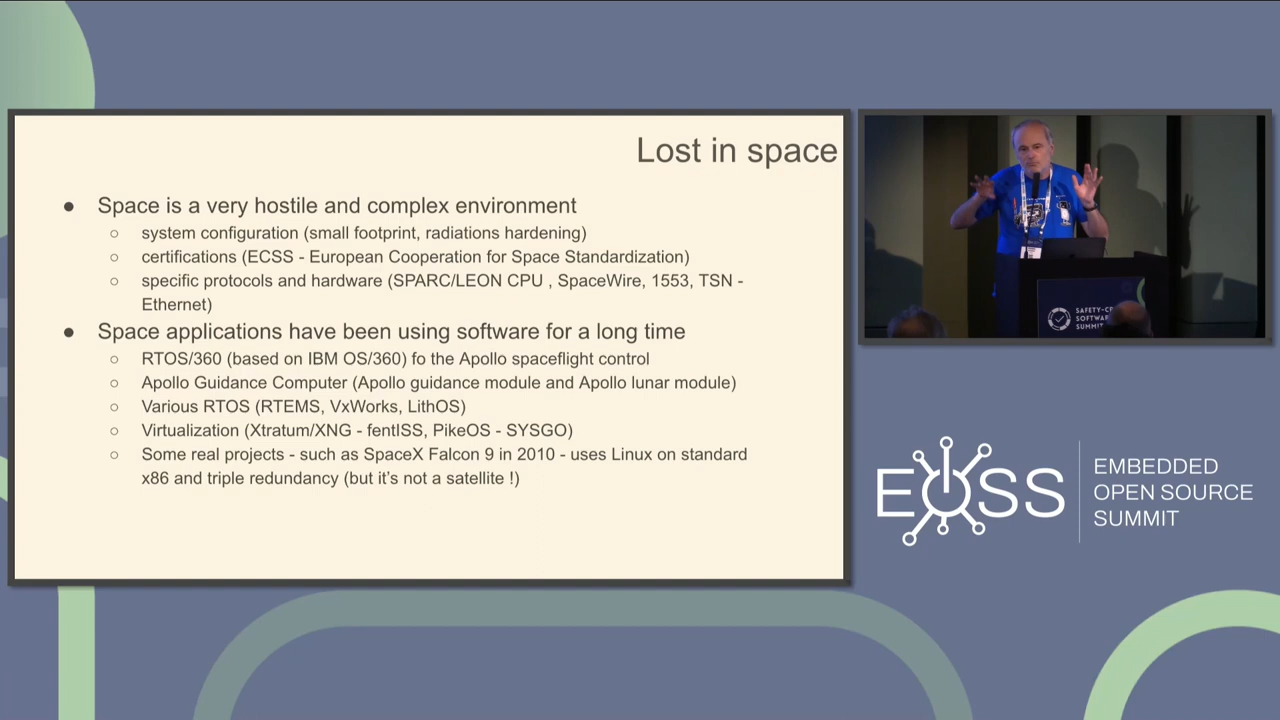 Lost in space
● Space is a very hostile and complex environment
○ system configuration (small footprint, radiations hardening)
○ certifications (ECSS - European Cooperation for Space Standardization)
○ specific protocols and hardware (SPARC/LEON CPU , SpaceWire, 1553, TSN -
Ethernet)
● Space applications have been using software for a long time
○ RTOS/360 (based on IBM OS/360) fo the Apollo spaceflight control
○ Apollo Guidance Computer (Apollo guidance module and Apollo lunar module)
○ Various RTOS (RTEMS, VxWorks, LithOS)
○ Virtualization (Xtratum/XNG - fentISS, PikeOS - SYSGO)
○ Some real projects - such as SpaceX Falcon 9 in 2010 - uses Linux on standard
x86 and triple redundancy (but it's not a satellite !)
SOFTWARE
SUMMIT
EOSS
EMBEDDED
OPEN SOURCE
SUMMIT